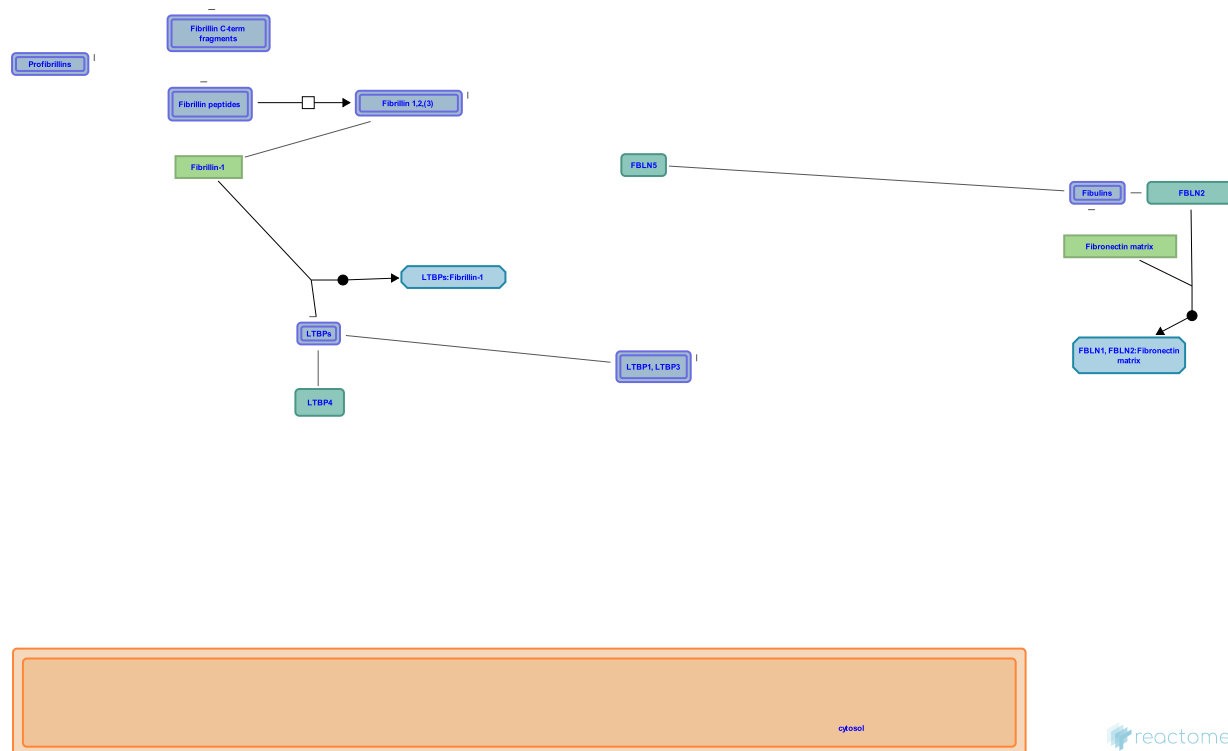 Fibrillin C-term
fragments
Profibrillins
Fibrillin peptides
Fibrillin 1,2,(3)
Fibrillin-1
FBLN5
Fibulins
FBLN2
Fibronectin matrix
LTBPs:Fibrillin-1
LTBPs
LTBP1, LTBP3
FBLN1, FBLN2:Fibronectin
matrix
LTBP4
cytosol
reactome